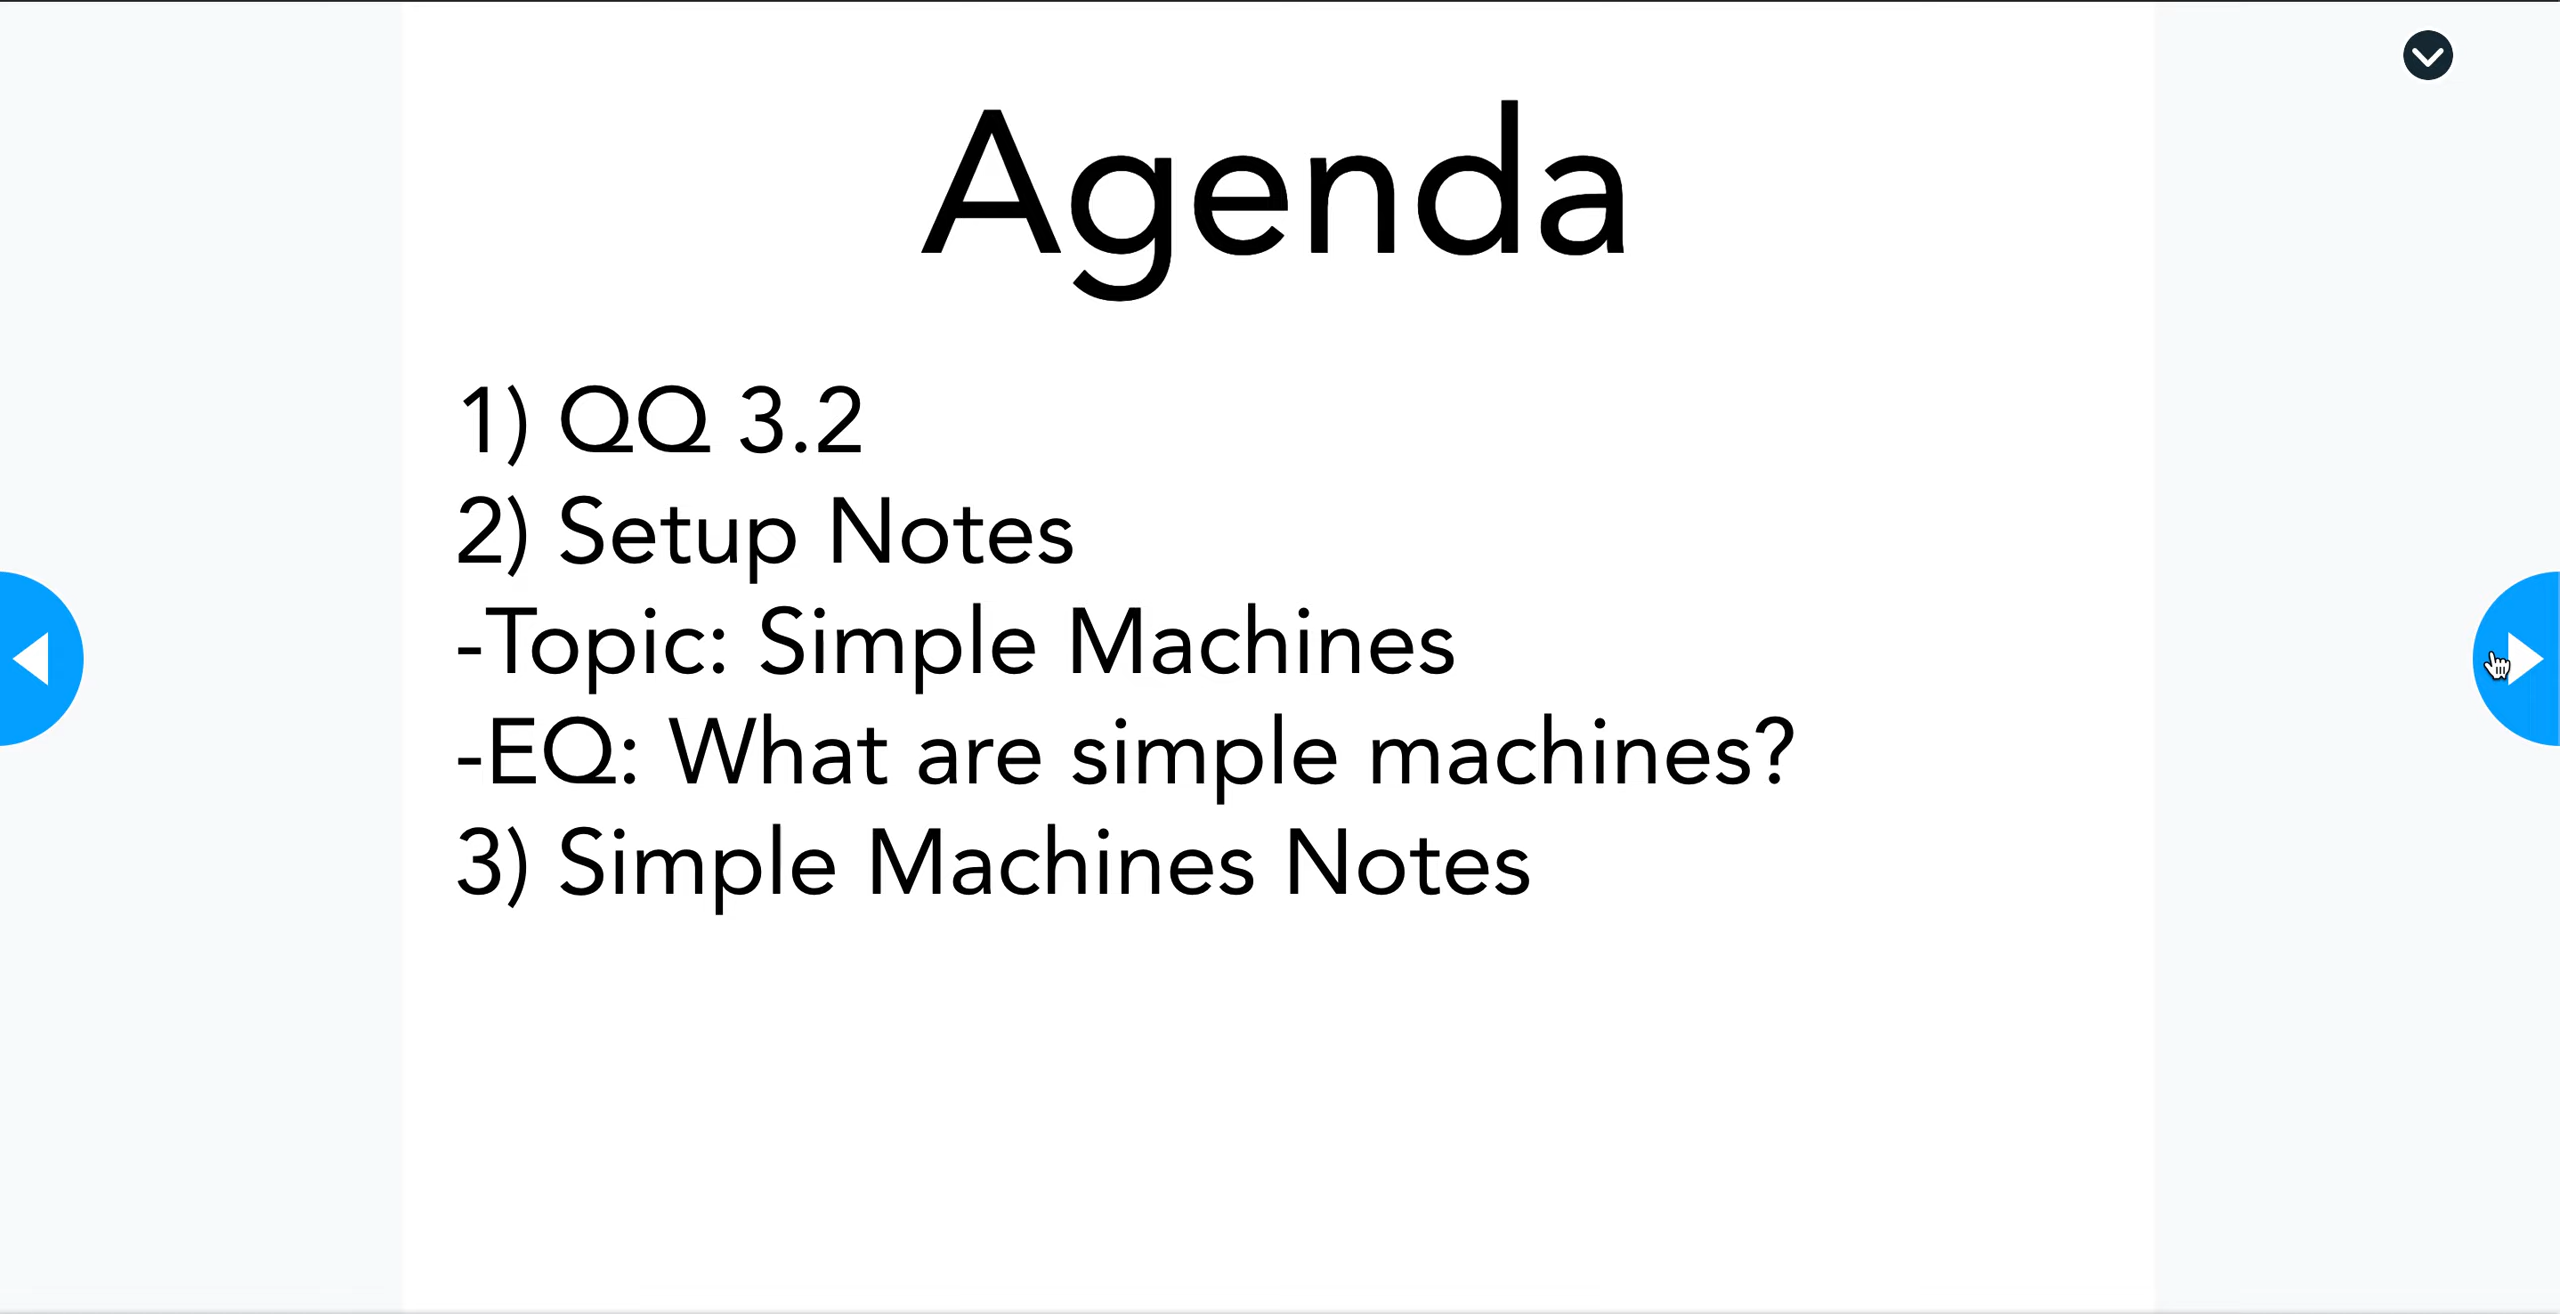 Agenda
1) QQ 3.2
2) Setup Notes
-Topic: Simple Machines
-EQ: What are simple machines?
3) Simple Machines Notes